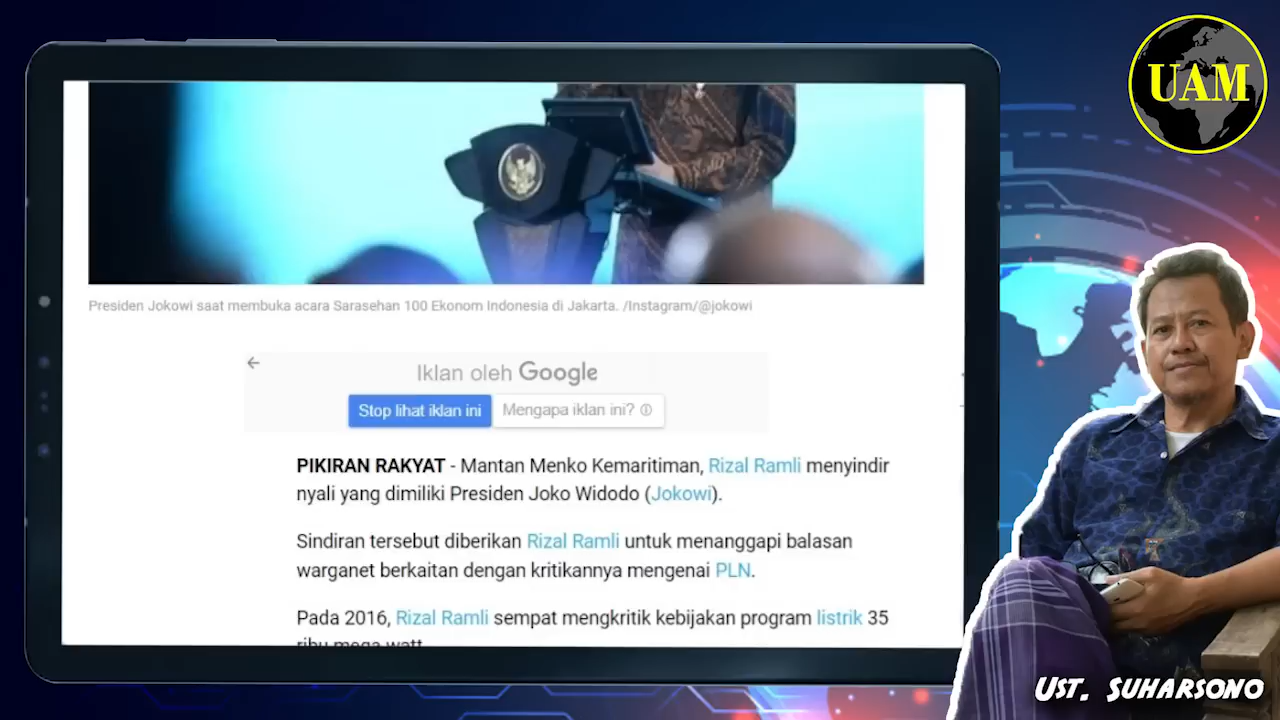 UAM
Presiden Jokowi saat membuka acara Sarasehan 100 Ekonom Indonesia di Jakarta. /Instagram/@jokowi
Iklan oleh Google
Stop lihat iklan ini
Mengapa iklan ini?
PIKIRAN RAKYAT - Mantan Menko Kemaritiman, Rizal Ramli menyindir
nyali yang dimiliki Presiden Joko Widodo (Jokowi).
Sindiran tersebut diberikan Rizal Ramli untuk menanggapi balasan
warganet berkaitan dengan kritikannya mengenai PLN.
Pada 2016, Rizal Ramli sempat mengkritik kebijakan program listrik 35
ribu mega watt
UST. SUHARSONO